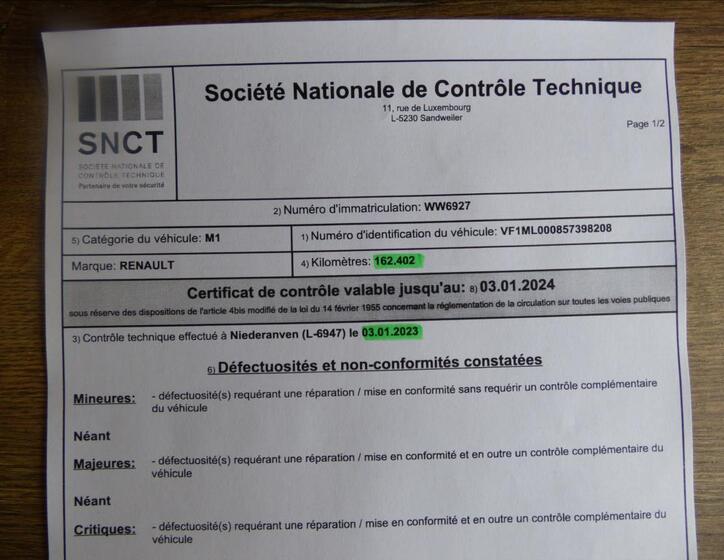 SNCT
SOCIÉTÉ NATIONALE DE
CONTRÔLE TECHNIQUE
Partenaire de votre sécurité
Société Nationale de Contrôle Technique
11, rue de Luxembourg
L-5230 Sandweiler
Page 1/2
2) Numéro d'immatriculation: WW6927
5) Catégorie du véhicule: M1
1) Numéro d'identification du véhicule: VF1ML000857398208
Marque: RENAULT
4) Kilomètres: 162.402
Certificat de contrôle valable jusqu'au: 8) 03.01.2024
sous réserve des dispositions de l'article 4bis modifié de la loi du 14 février 1955 concernant la réglementation de la circulation sur toutes les voies publiques
3) Contrôle technique effectué à Niederanven (L-6947) le 03.01.2023
6) Défectuosités et non-conformités constatées
Mineures: - défectuosité(s) requérant une réparation / mise en conformité sans requérir un contrôle complémentaire
du véhicule
Néant
Majeures: - défectuosité(s) requérant une réparation / mise en conformité et en outre un contrôle complémentaire du
véhicule
Néant
Critiques: - défectuosité(s) requérant une réparation / mise en conformité et en outre un contrôle complémentaire du
véhicule